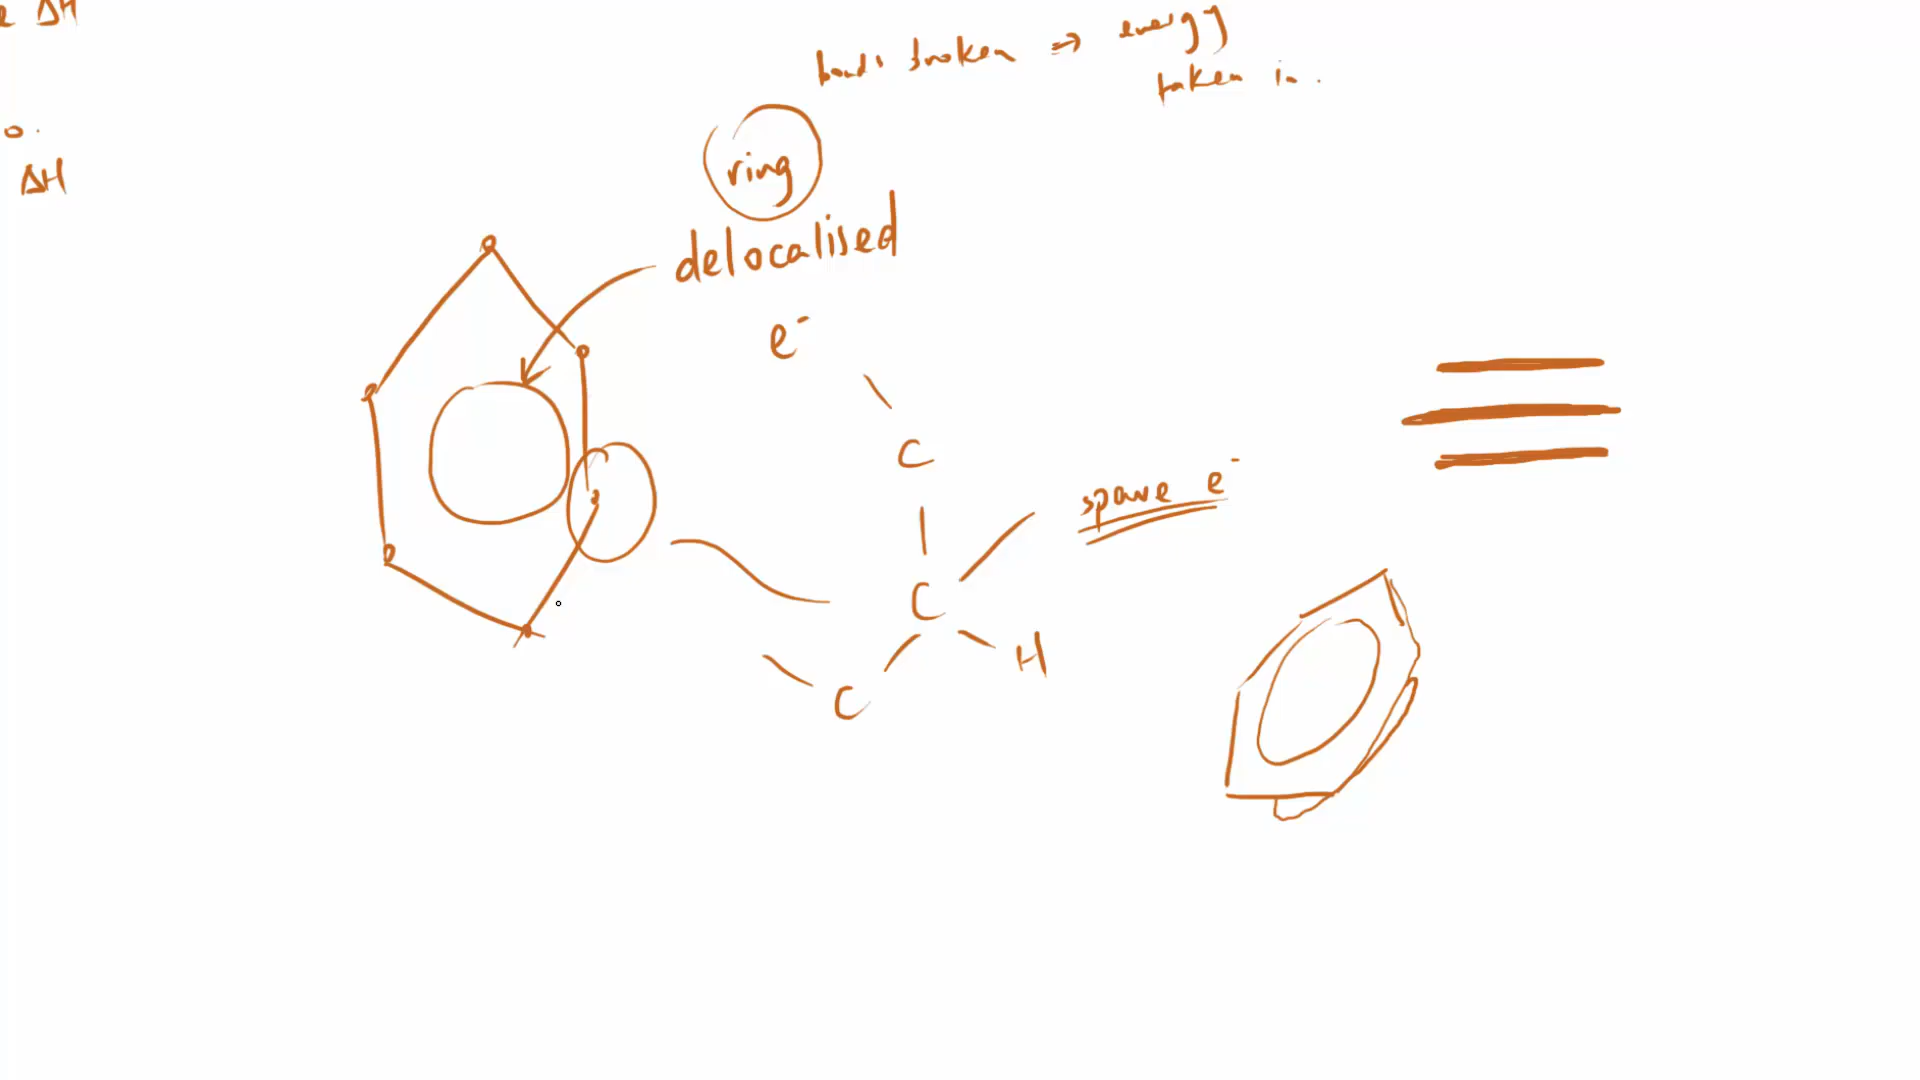 ΔH
bonds broken → energy
taken in.
o.
ΔH
ring
delocalised
e⁻
C
spare e⁻
C
H
C